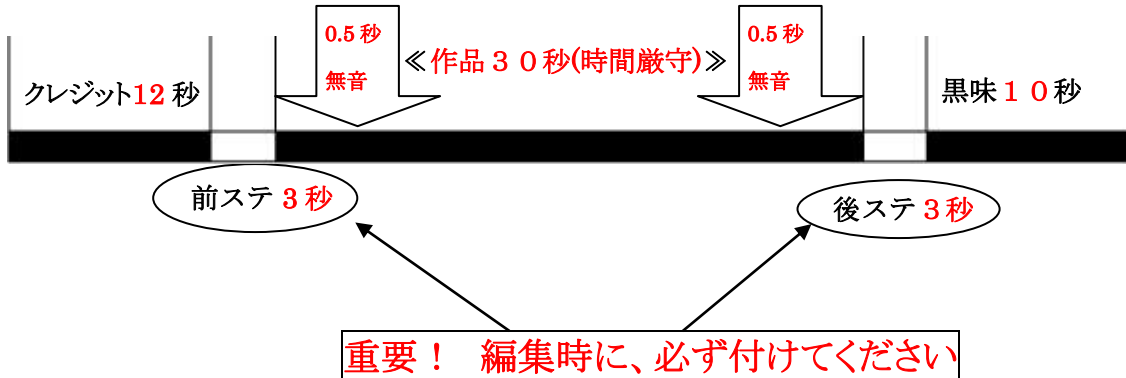 0.5秒
無音
≪作品３０秒(時間厳守)≫
0.5秒
無音
クレジット12秒
黒味１０秒
前ステ3秒
後ステ3秒
重要！　編集時に、必ず付けてください